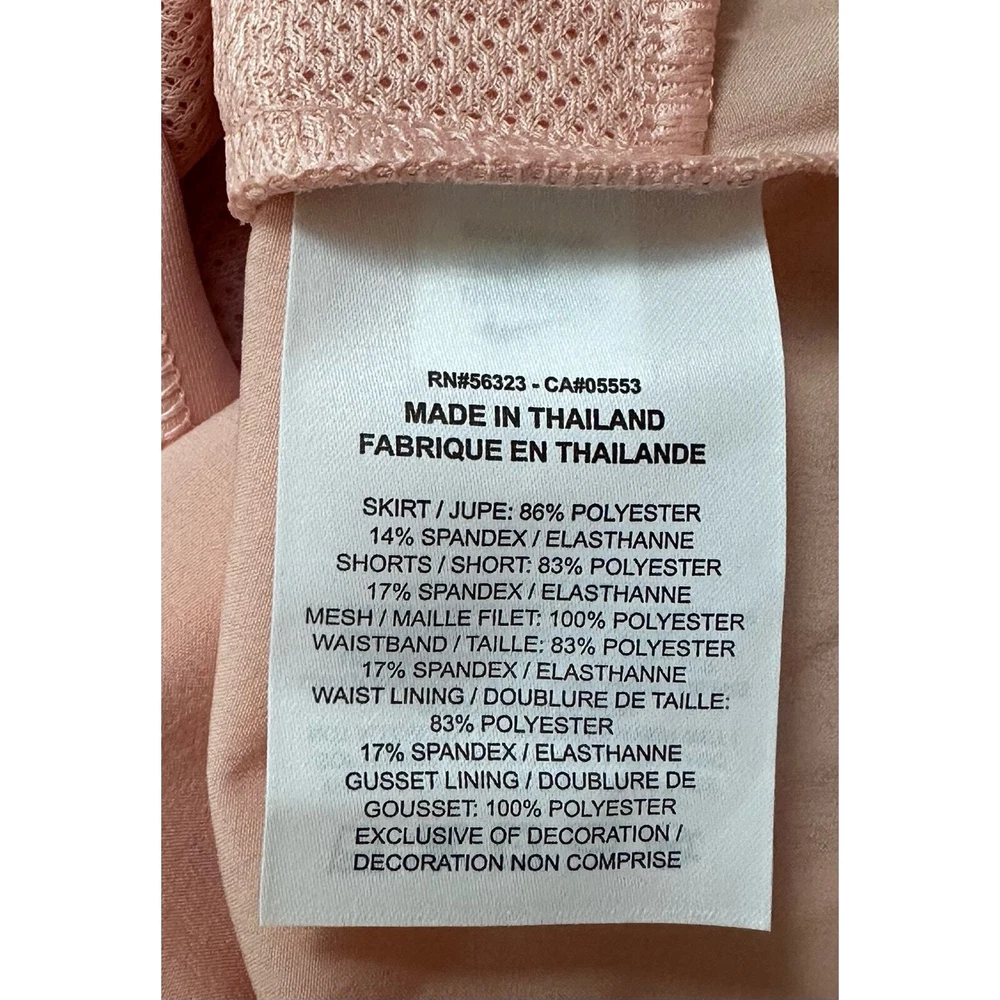 RN#56323 - CA#05553
MADE IN THAILAND
FABRIQUE EN THAILANDE
SKIRT / JUPE: 86% POLYESTER
14% SPANDEX / ELASTHANNE
SHORTS / SHORT: 83% POLYESTER
17% SPANDEX / ELASTHANNE
MESH / MAILLE FILET: 100% POLYESTER
WAISTBAND / TAILLE: 83% POLYESTER
17% SPANDEX / ELASTHANNE
WAIST LINING / DOUBLURE DE TAILLE:
83% POLYESTER
17% SPANDEX / ELASTHANNE
GUSSET LINING / DOUBLURE DE
GOUSSET: 100% POLYESTER
EXCLUSIVE OF DECORATION /
DECORATION NON COMPRISE